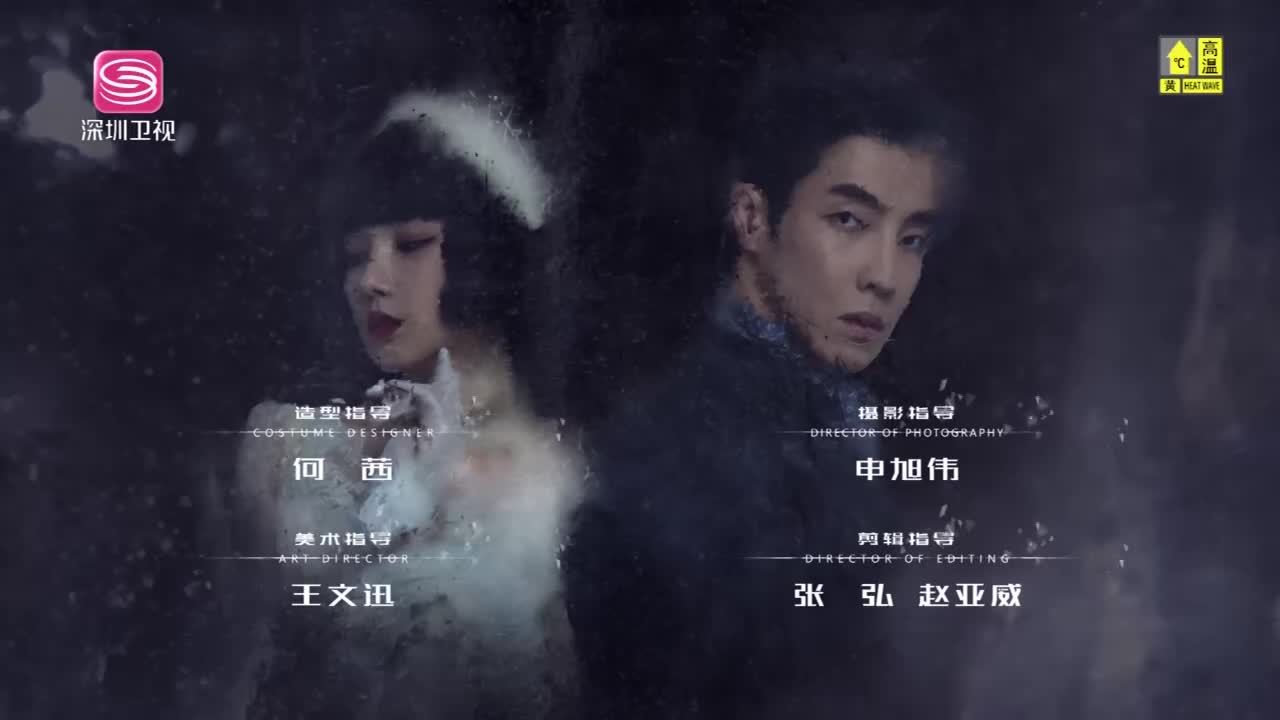 深圳卫视
℃
高温
黄
HEAT WAVE
造型指导
COSTUME DESIGNER
何 茜
摄影指导
DIRECTOR OF PHOTOGRAPHY
申旭伟
美术指导
ART DIRECTOR
王文迅
剪辑指导
DIRECTOR OF EDITING
张 弘 赵亚威